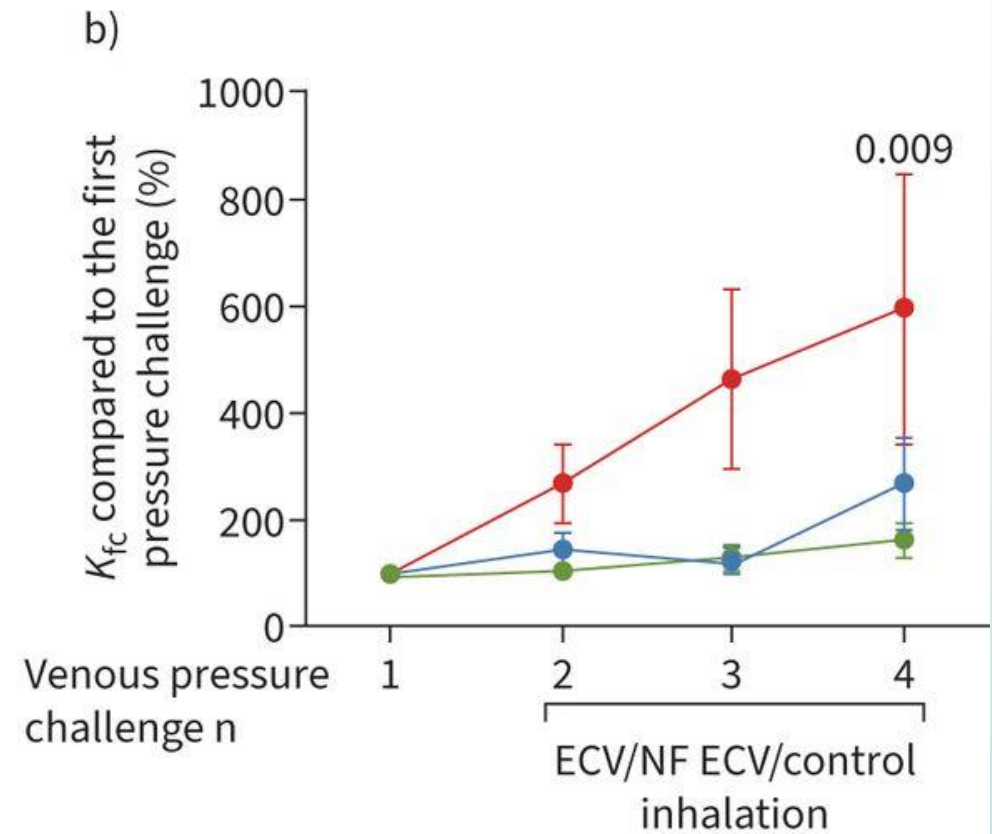 b)
K fc compared to the first
pressure challenge (%)
1000
800
600
400
200
0
0.009
Venous pressure
challenge n
1 2 3 4
ECV/NF ECV/control
inhalation